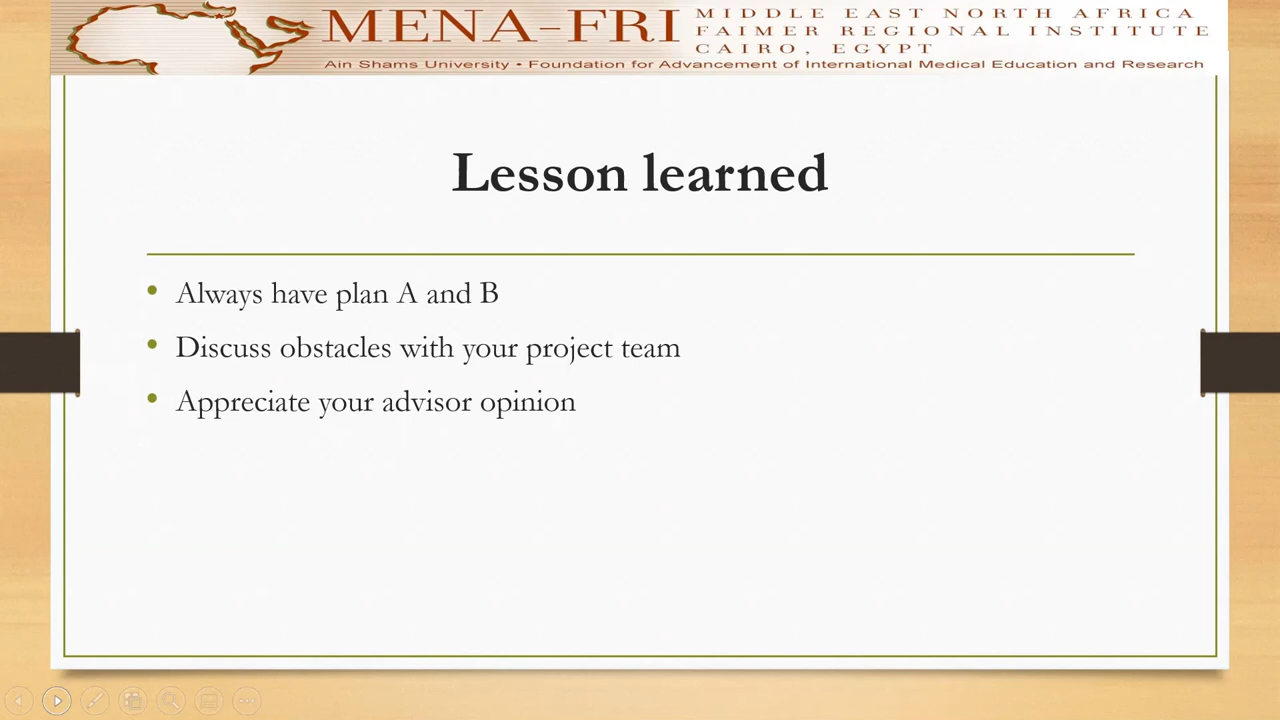 MENA-FRI
MIDDLE EAST NORTH AFRICA
FAIMER REGIONAL INSTITUTE
CAIRO, EGYPT
Ain Shams University • Foundation for Advancement of International Medical Education and Research
Lesson learned
• Always have plan A and B
• Discuss obstacles with your project team
• Appreciate your advisor opinion